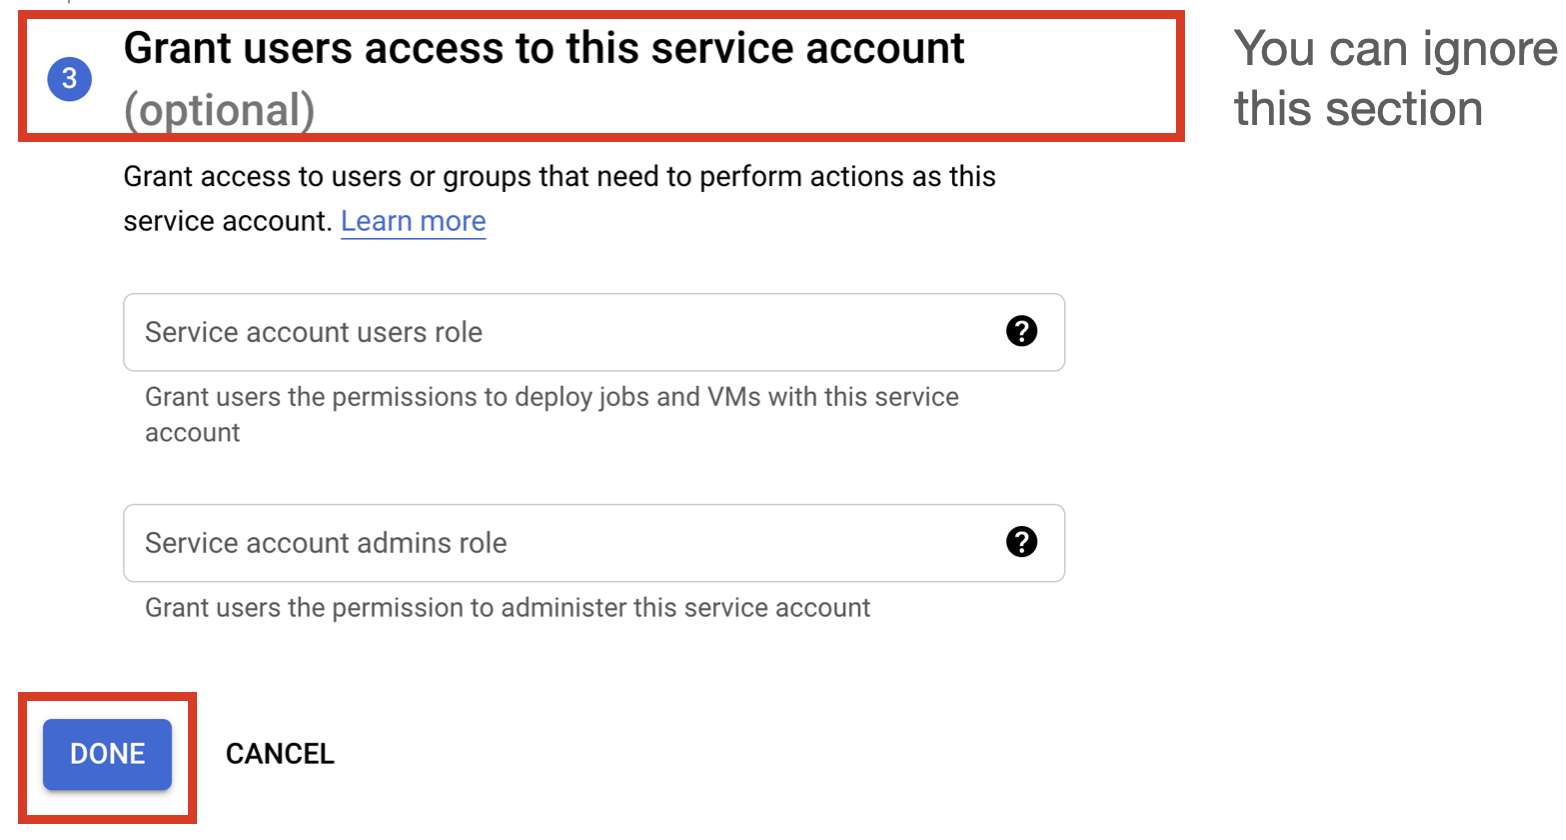 3
Grant users access to this service account
(optional)
You can ignore
this section
Grant access to users or groups that need to perform actions as this
service account. Learn more
Service account users role
?
Grant users the permissions to deploy jobs and VMs with this service
account
Service account admins role
?
Grant users the permission to administer this service account
DONE CANCEL